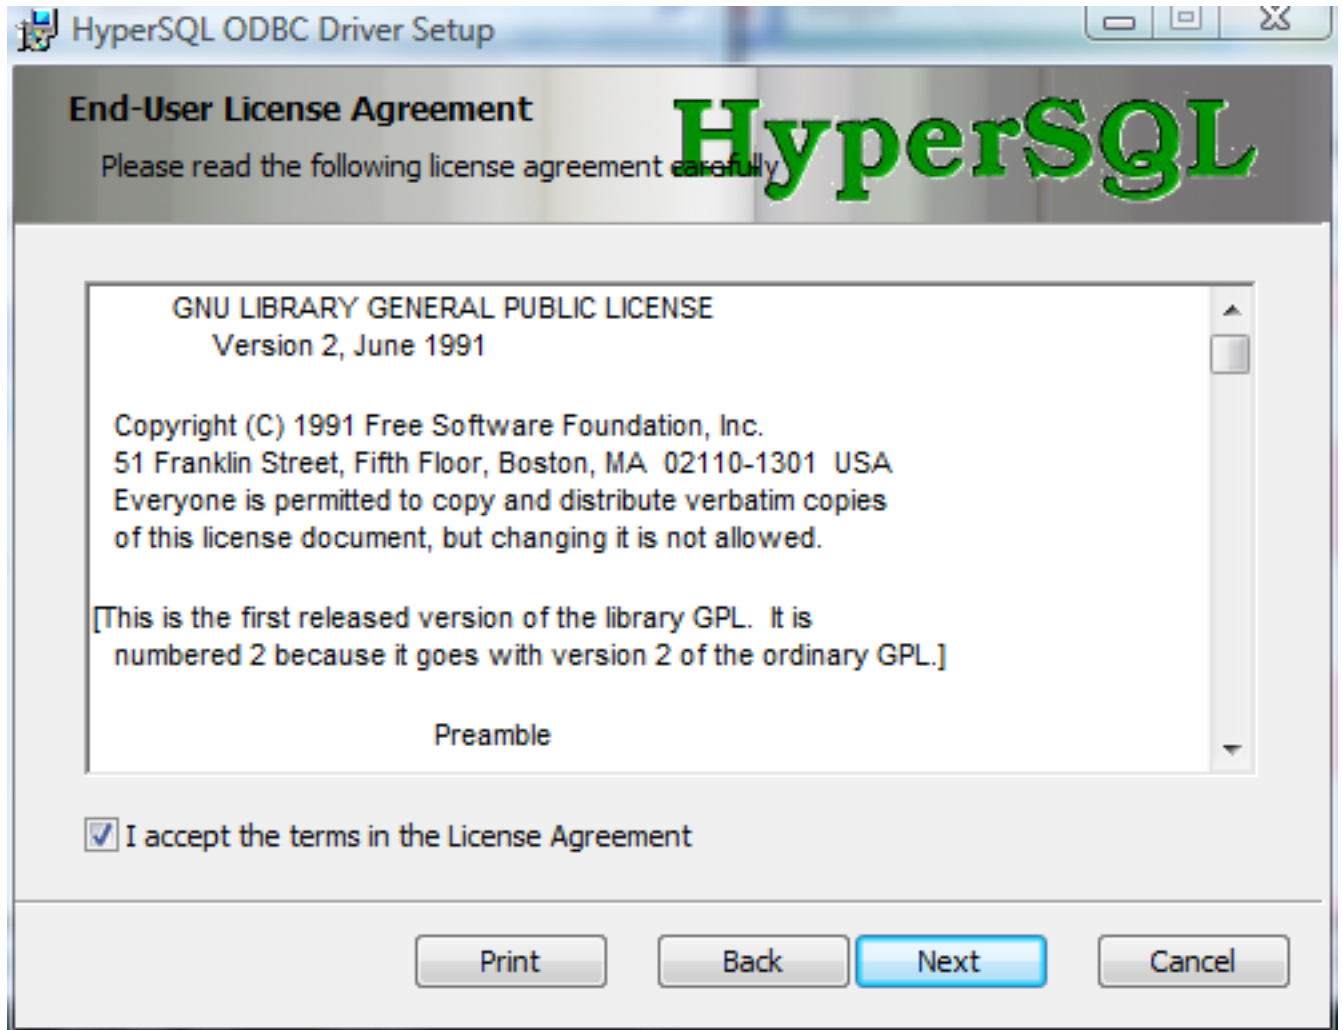 HyperSQL ODBC Driver Setup
End-User License Agreement
HyperSQL
Please read the following license agreement carefully
GNU LIBRARY GENERAL PUBLIC LICENSE
Version 2, June 1991
Copyright (C) 1991 Free Software Foundation, Inc.
51 Franklin Street, Fifth Floor, Boston, MA  02110-1301  USA
Everyone is permitted to copy and distribute verbatim copies
of this license document, but changing it is not allowed.
[This is the first released version of the library GPL.  It is
numbered 2 because it goes with version 2 of the ordinary GPL.]
Preamble
I accept the terms in the License Agreement
Print
Back
Next
Cancel